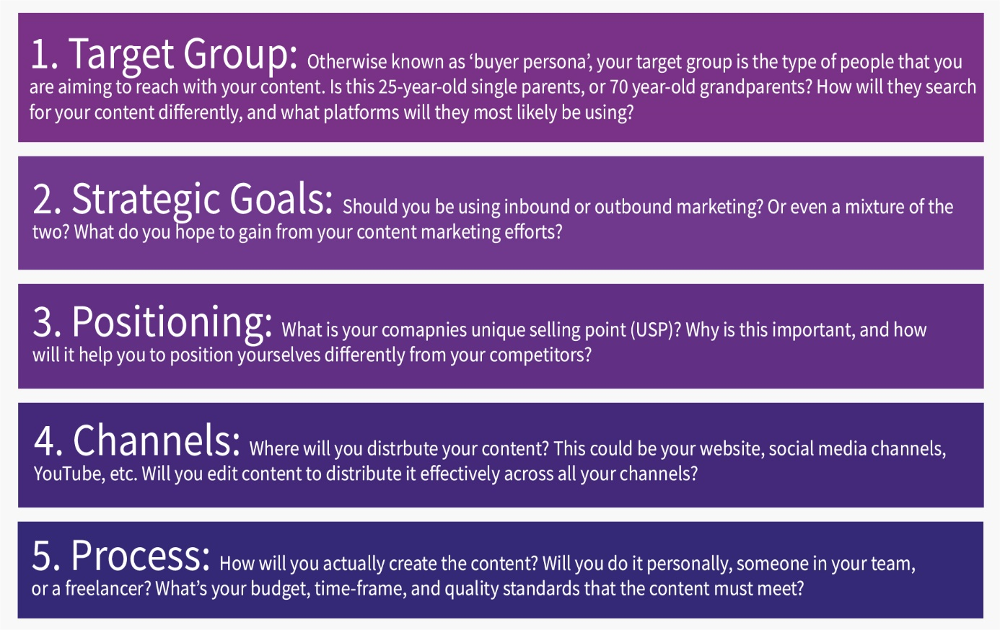 1. Target Group: Otherwise known as ‘buyer persona’, your target group is the type of people that you
are aiming to reach with your content. Is this 25-year-old single parents, or 70 year-old grandparents? How will they search
for your content differently, and what platforms will they most likely be using?
2. Strategic Goals: Should you be using inbound or outbound marketing? Or even a mixture of the
two? What do you hope to gain from your content marketing efforts?
3. Positioning: What is your comapnies unique selling point (USP)? Why is this important, and how
will it help you to position yourselves differently from your competitors?
4. Channels: Where will you distrbute your content? This could be your website, social media channels,
YouTube, etc. Will you edit content to distribute it effectively across all your channels?
5. Process: How will you actually create the content? Will you do it personally, someone in your team,
or a freelancer? What’s your budget, time-frame, and quality standards that the content must meet?